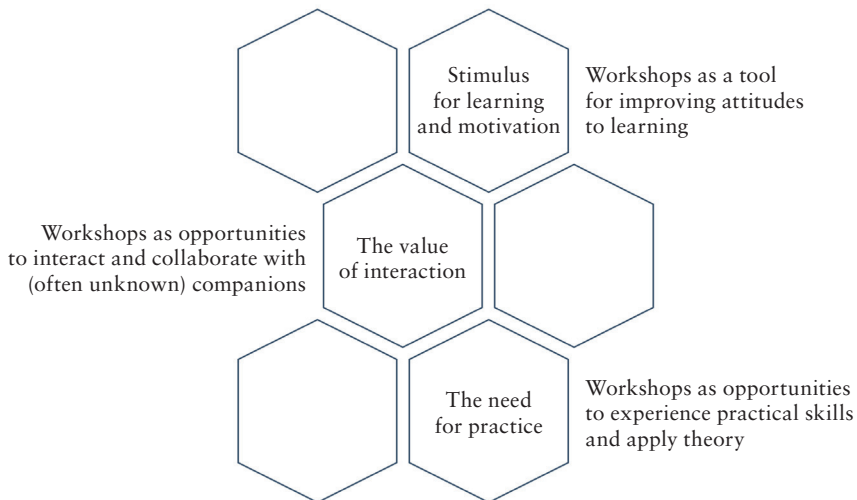 Stimulus
for learning
and motivation
Workshops as a tool
for improving attitudes
to learning
Workshops as opportunities
to interact and collaborate with
(often unknown) companions
The value
of interaction
The need
for practice
Workshops as opportunities
to experience practical skills
and apply theory